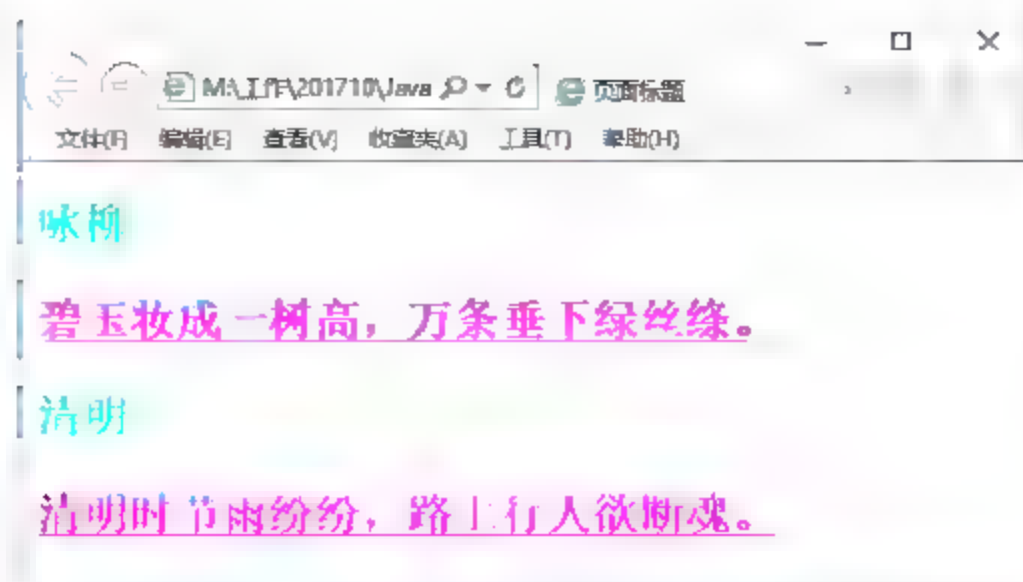 M:\工作\201710\Java 页面标题
文件(F) 编辑(E) 查看(V) 收藏夹(A) 工具(T) 帮助(H)
咏柳
碧玉妆成一树高，万条垂下绿丝绦。
清明
清明时节雨纷纷，路上行人欲断魂。